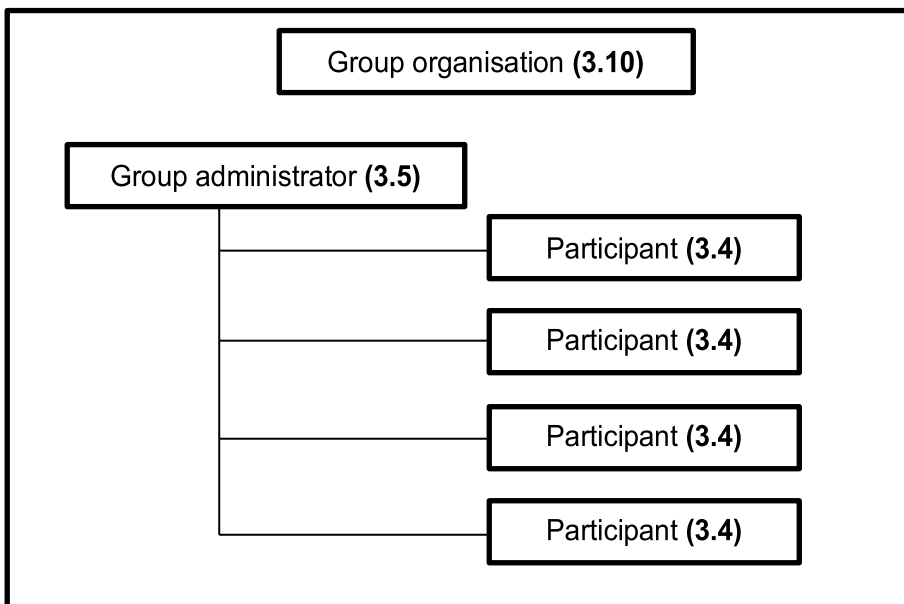 Group organisation (3.10)
Group administrator (3.5)
Participant (3.4)
Participant (3.4)
Participant (3.4)
Participant (3.4)